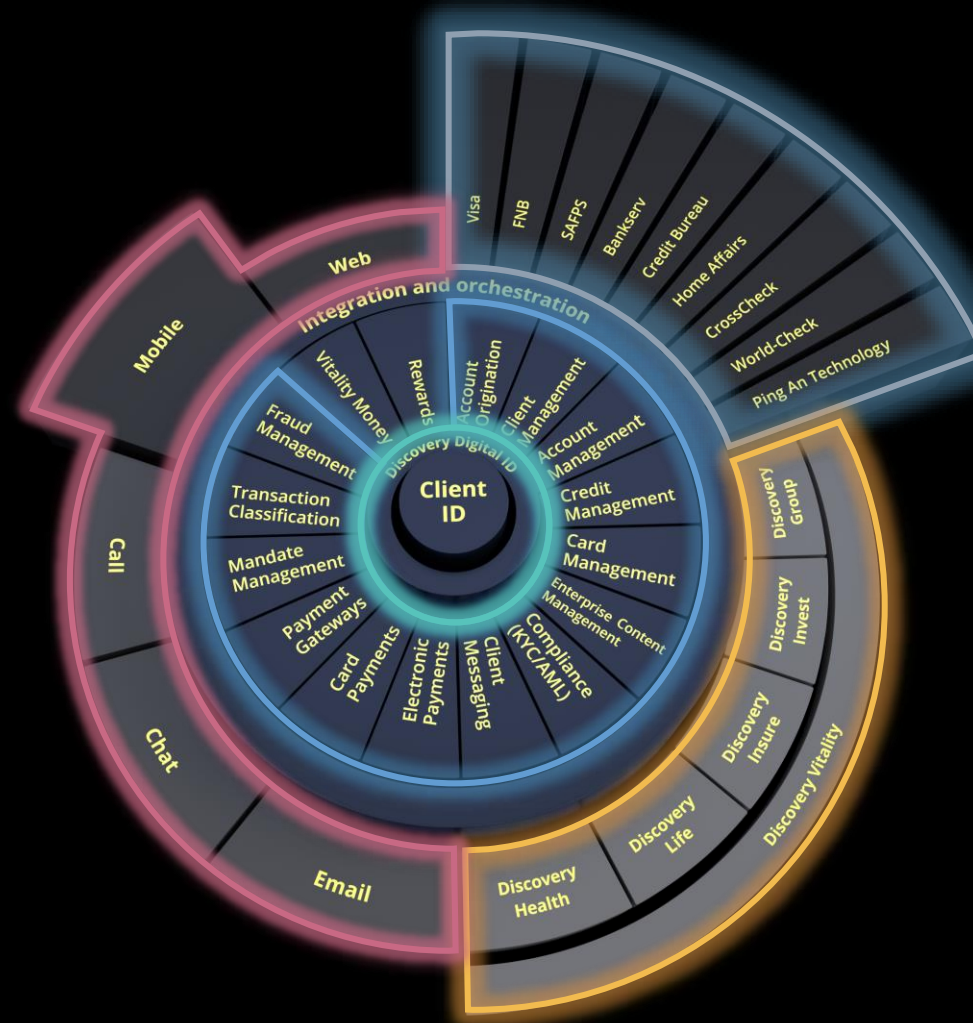 Visa
FNB
SAFPS
Bankserv
Credit Bureau
Home Affairs
CrossCheck
World-Check
Ping An Technology
Web
Mobile
Call
Chat
Email
Integration and orchestration
Account
Origination
Client
Management
Account
Management
Credit
Management
Card
Management
Enterprise Content
Management
Compliance
(KYC/AML)
Client
Messaging
Electronic
Payments
Card
Payments
Payment
Gateways
Mandate
Management
Transaction
Classification
Fraud
Management
Vitality Money
Rewards
Discovery Digital ID
Client
ID
Discovery
Group
Discovery
Invest
Discovery
Insure
Discovery
Life
Discovery
Health
Discovery Vitality